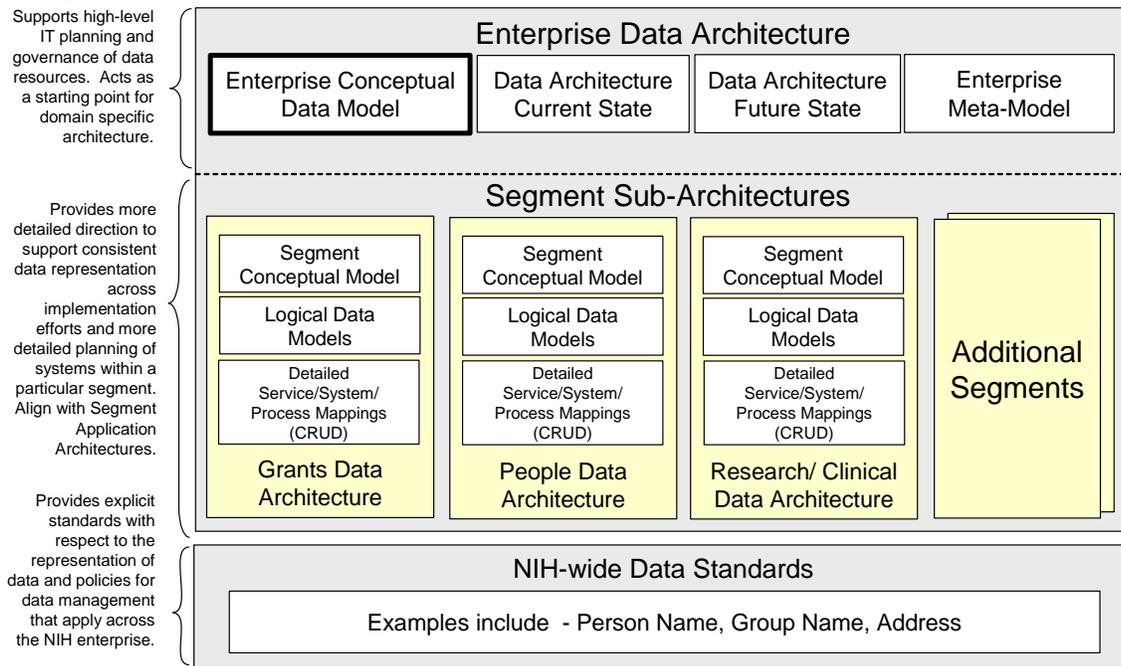 Supports high-level
IT planning and
governance of data
resources.  Acts as
a starting point for
domain specific
architecture.
Enterprise Data Architecture
Enterprise Conceptual
Data Model
Data Architecture
Current State
Data Architecture
Future State
Enterprise
Meta-Model
Provides more
detailed direction to
support consistent
data representation
across
implementation
efforts and more
detailed planning of
systems within a
particular segment.
Align with Segment
Application
Architectures.
Segment Sub-Architectures
Segment
Conceptual Model
Logical Data
Models
Detailed
Service/System/
Process Mappings
(CRUD)
Grants Data
Architecture
Segment
Conceptual Model
Logical Data
Models
Detailed
Service/System/
Process Mappings
(CRUD)
People Data
Architecture
Segment
Conceptual Model
Logical Data
Models
Detailed
Service/System/
Process Mappings
(CRUD)
Research/ Clinical
Data Architecture
Additional
Segments
Provides explicit
standards with
respect to the
representation of
data and policies for
data management
that apply across
the NIH enterprise.
NIH-wide Data Standards
Examples include  - Person Name, Group Name, Address